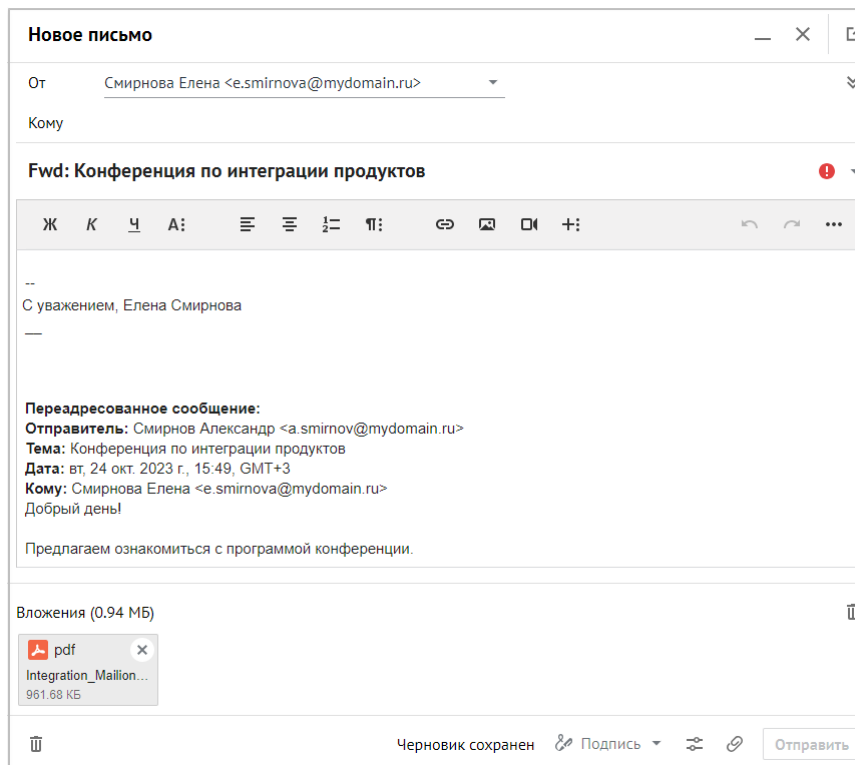 Новое письмо
От Смирнова Елена <e.smirnova@mydomain.ru>
Кому
Fwd: Конференция по интеграции продуктов
Ж К Ч А
--
С уважением, Елена Смирнова
__
Переадресованное сообщение:
Отправитель: Смирнов Александр <a.smirnov@mydomain.ru>
Тема: Конференция по интеграции продуктов
Дата: вт, 24 окт. 2023 г., 15:49, GMT+3
Кому: Смирнова Елена <e.smirnova@mydomain.ru>
Добрый день!
Предлагаем ознакомиться с программой конференции.
Вложения (0.94 МБ)
pdf
Integration_Mailion...
961.68 КБ
Черновик сохранен Подпись Отправить